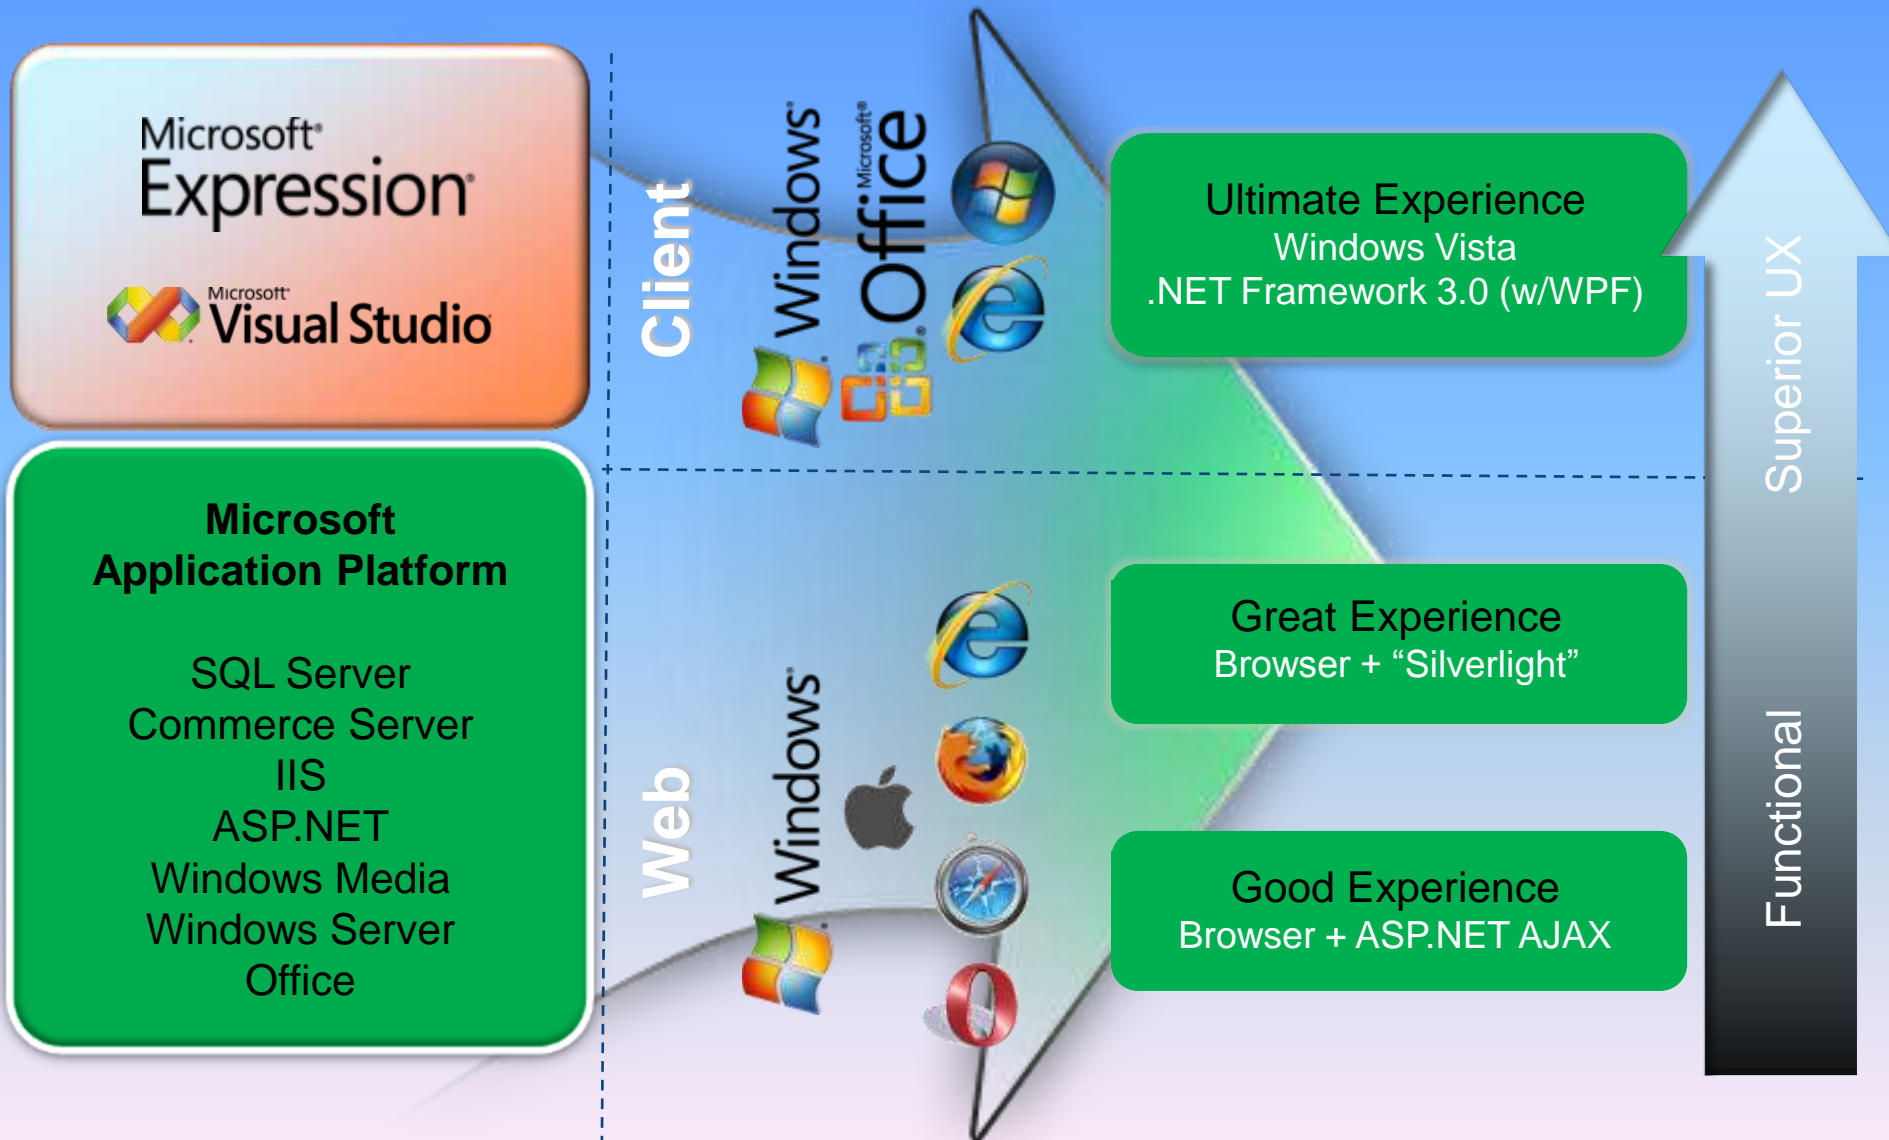 Microsoft®
Expression®
Microsoft®
Visual Studio
Microsoft
Application Platform
SQL Server
Commerce Server
IIS
ASP.NET
Windows Media
Windows Server
Office
Client
Windows®
Microsoft®
Office
Web
Windows®
Ultimate Experience
Windows Vista
.NET Framework 3.0 (w/WPF)
Great Experience
Browser + “Silverlight”
Good Experience
Browser + ASP.NET AJAX
Superior UX
Functional